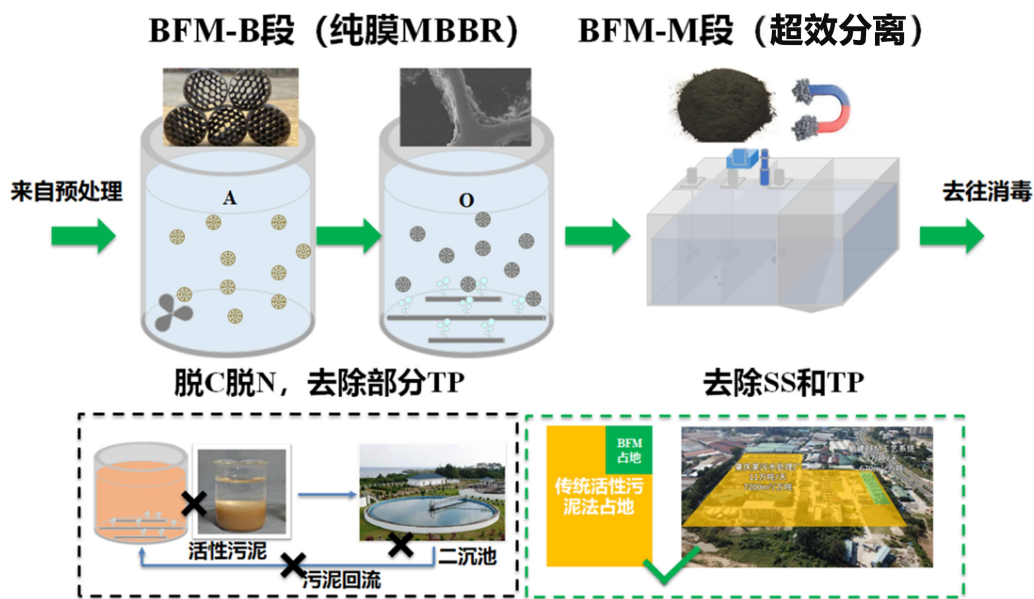 BFM-B段（纯膜MBBR）
BFM-M段（超效分离）
来自预处理
A
O
去往消毒
脱C脱N，去除部分TP
去除SS和TP
活性污泥
二沉池
污泥回流
BFM
占地
传统活性污
泥法占地